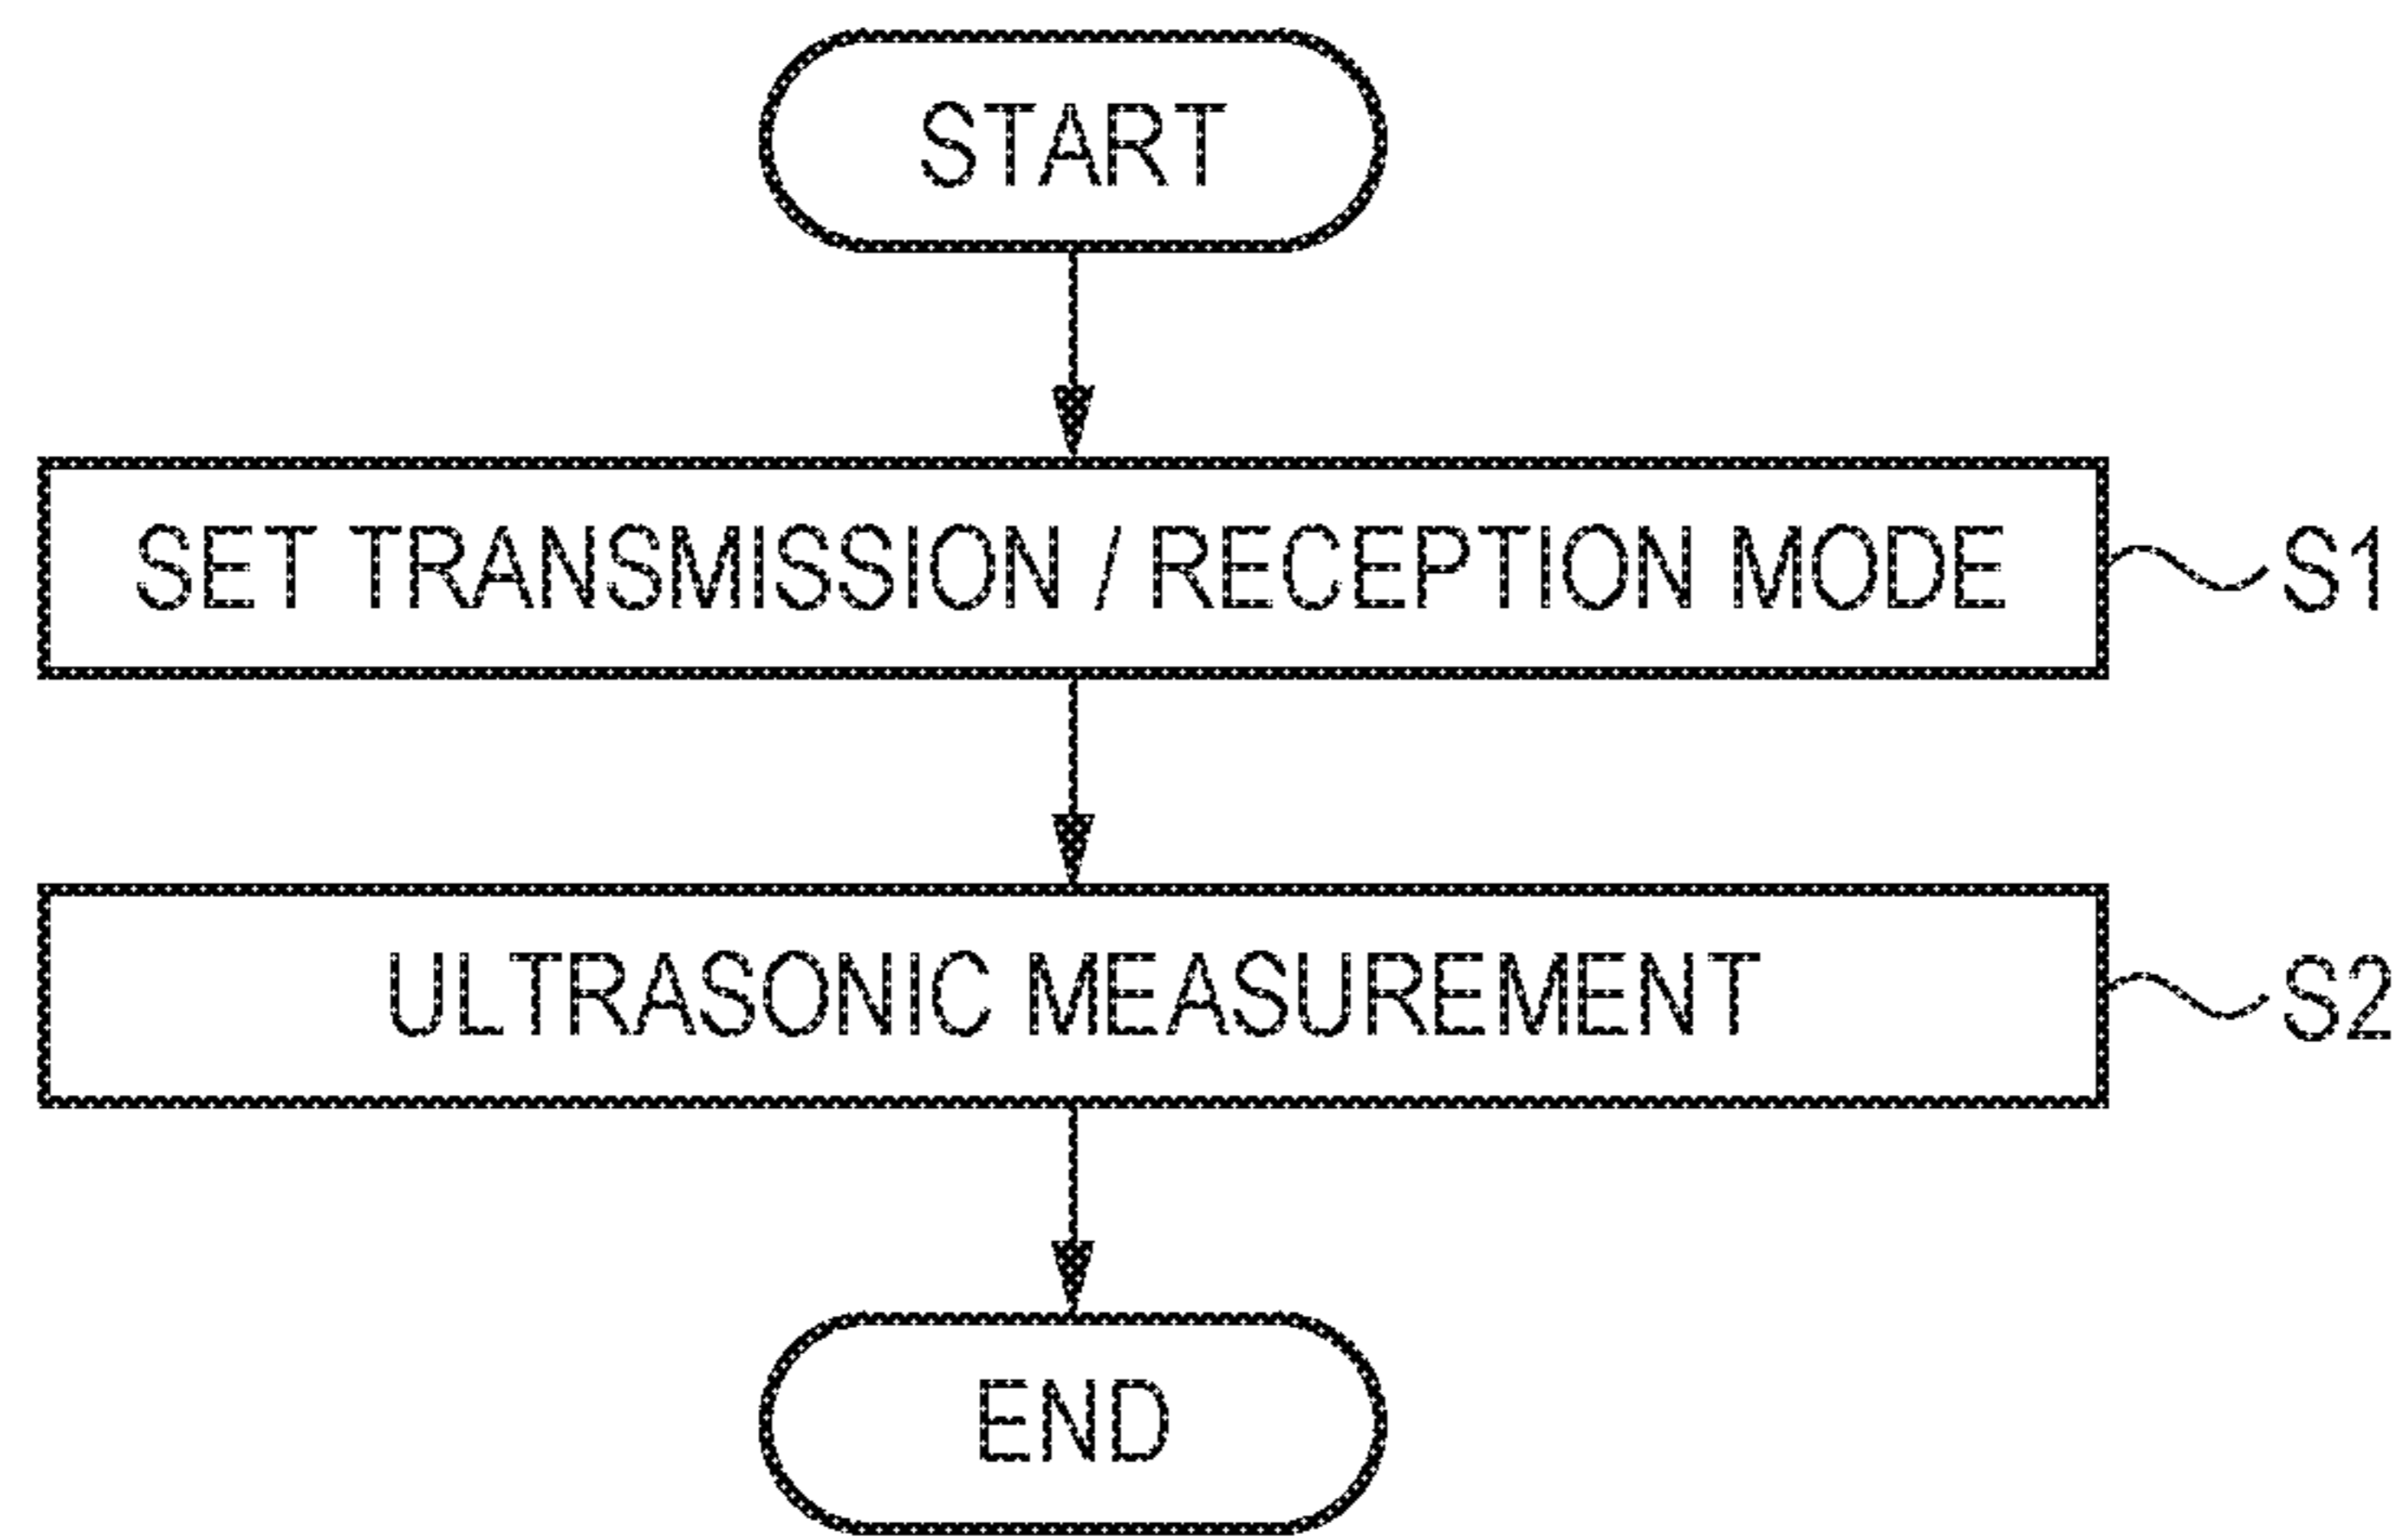 START
SET TRANSMISSION / RECEPTION MODE S1
ULTRASONIC MEASUREMENT S2
END